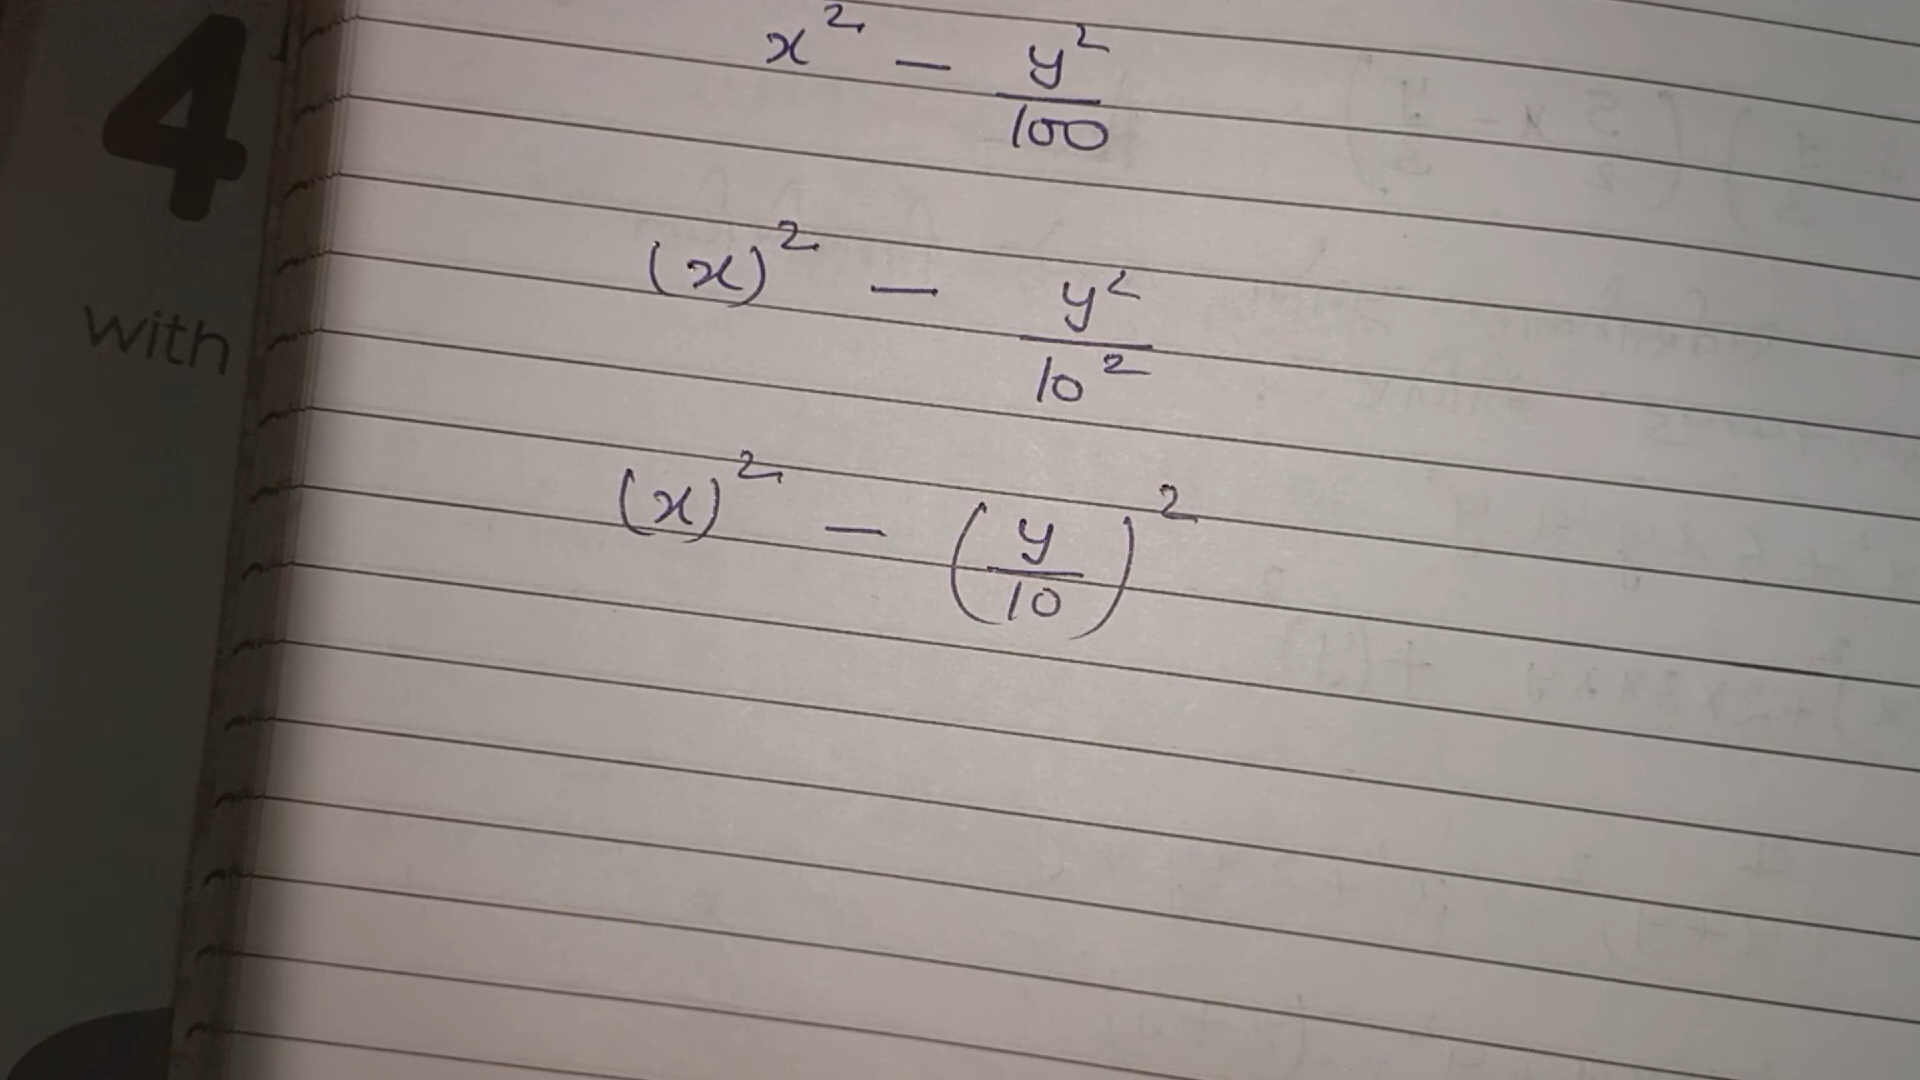 4
with
x² - y²/100
(x)² - y²/10²
(x)² - (y/10)²